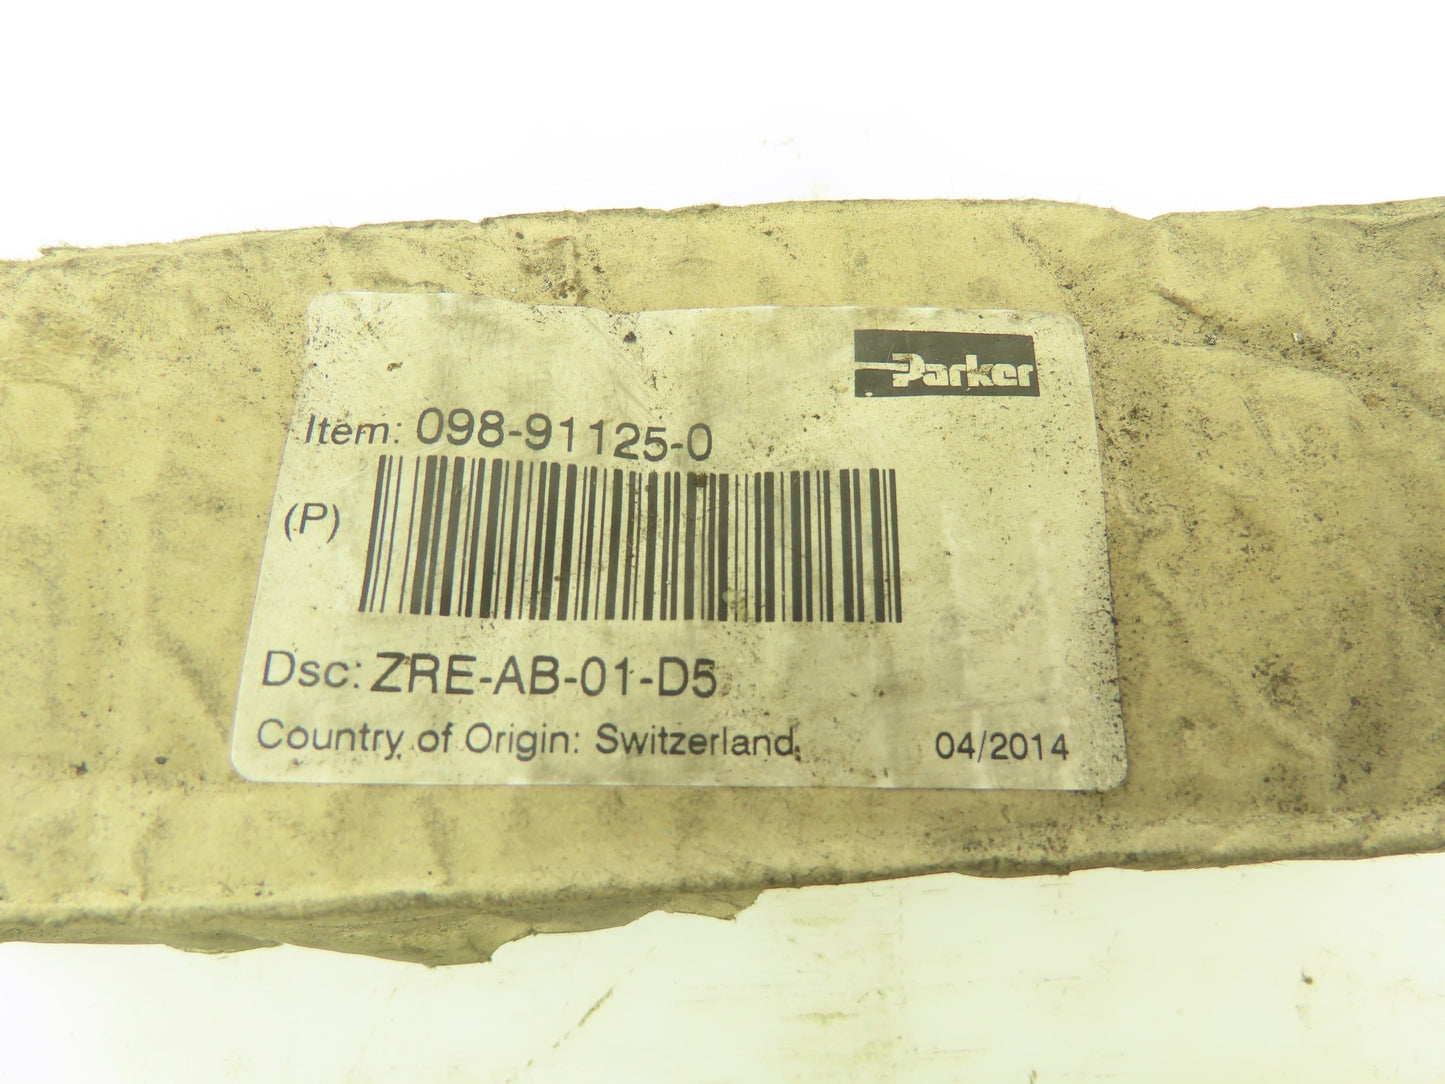 Parker
Item: 098-91125-0
(P)
Dsc: ZRE-AB-01-D5
Country of Origin: Switzerland
04/2014